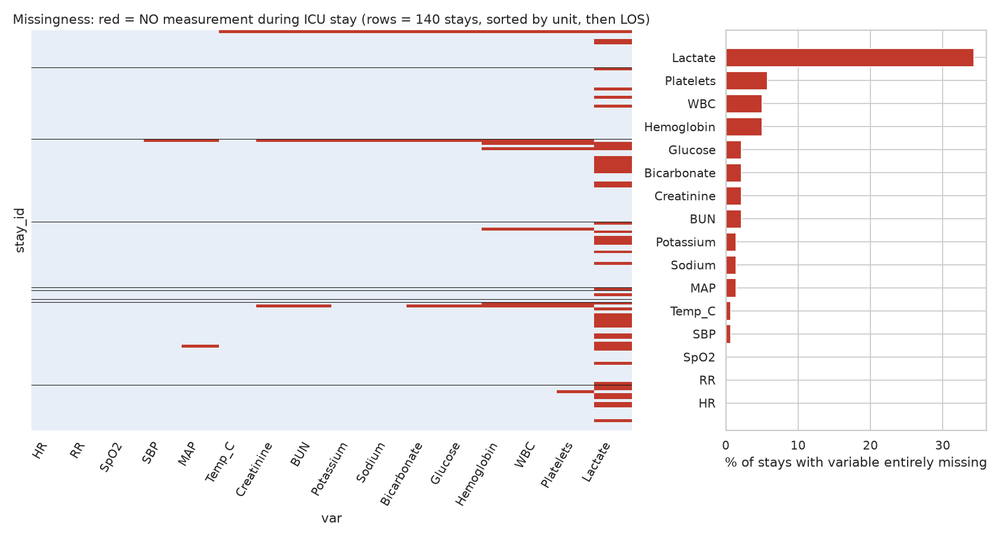 Missingness: red = NO measurement during ICU stay (rows = 140 stays, sorted by unit, then LOS)
stay_id
HR
RR
SpO2
SBP
MAP
Temp_C
Creatinine
BUN
Potassium
Sodium
Bicarbonate
Glucose
Hemoglobin
WBC
Platelets
Lactate
var
Lactate
Platelets
WBC
Hemoglobin
Glucose
Bicarbonate
Creatinine
BUN
Potassium
Sodium
MAP
Temp_C
SBP
SpO2
RR
HR
0 10 20 30
% of stays with variable entirely missing